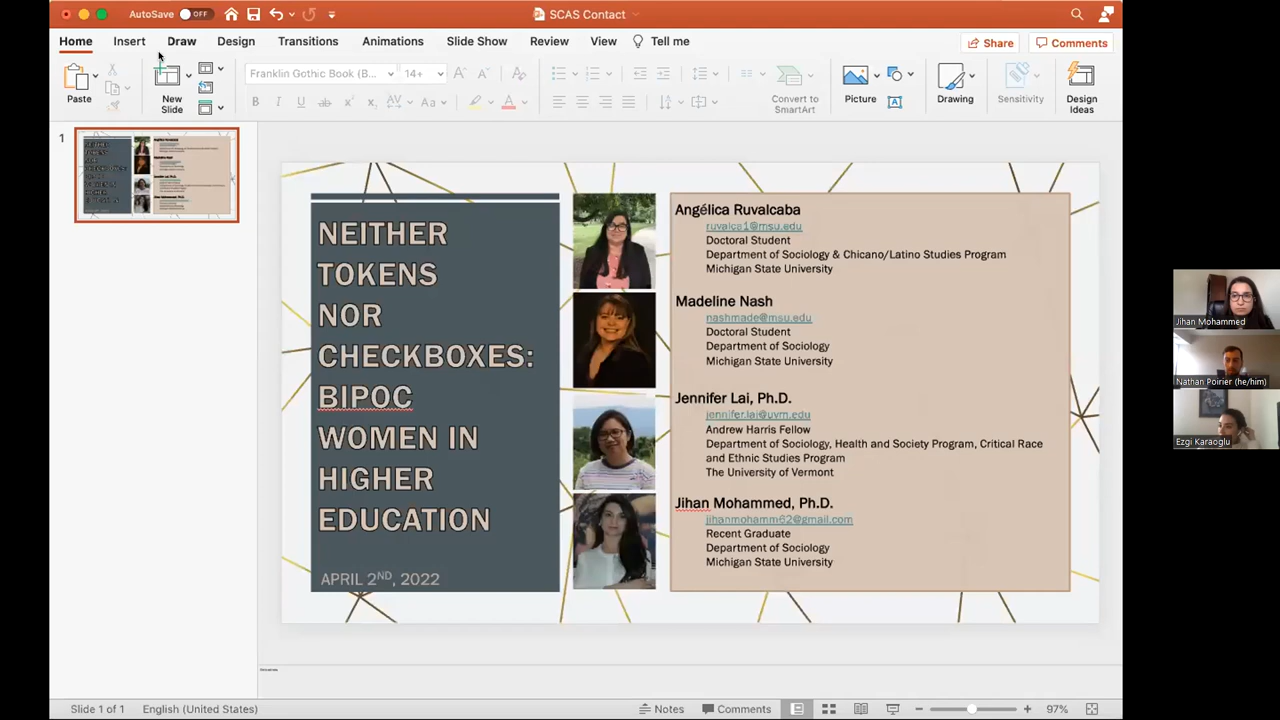 AutoSave OFF
SCAS Contact
Home Insert Draw Design Transitions Animations Slide Show Review View Tell me
Share Comments
Franklin Gothic Book (B... 14+
Paste New Slide Convert to SmartArt Picture Drawing Sensitivity Design Ideas
1
NEITHER
TOKENS
NOR
CHECKBOXES:
BIPOC
WOMEN IN
HIGHER
EDUCATION
APRIL 2ND, 2022
Angélica Ruvalcaba
ruvalca1@msu.edu
Doctoral Student
Department of Sociology & Chicano/Latino Studies Program
Michigan State University
Madeline Nash
nashmade@msu.edu
Doctoral Student
Department of Sociology
Michigan State University
Jennifer Lai, Ph.D.
jennifer.lai@uvm.edu
Andrew Harris Fellow
Department of Sociology, Health and Society Program, Critical Race
and Ethnic Studies Program
The University of Vermont
Jihan Mohammed, Ph.D.
jihanmohamm62@gmail.com
Recent Graduate
Department of Sociology
Michigan State University
Jihan Mohammed
Nathan Poirier (he/him)
Ezgi Karaoglu
Slide 1 of 1 English (United States) Notes Comments 97%